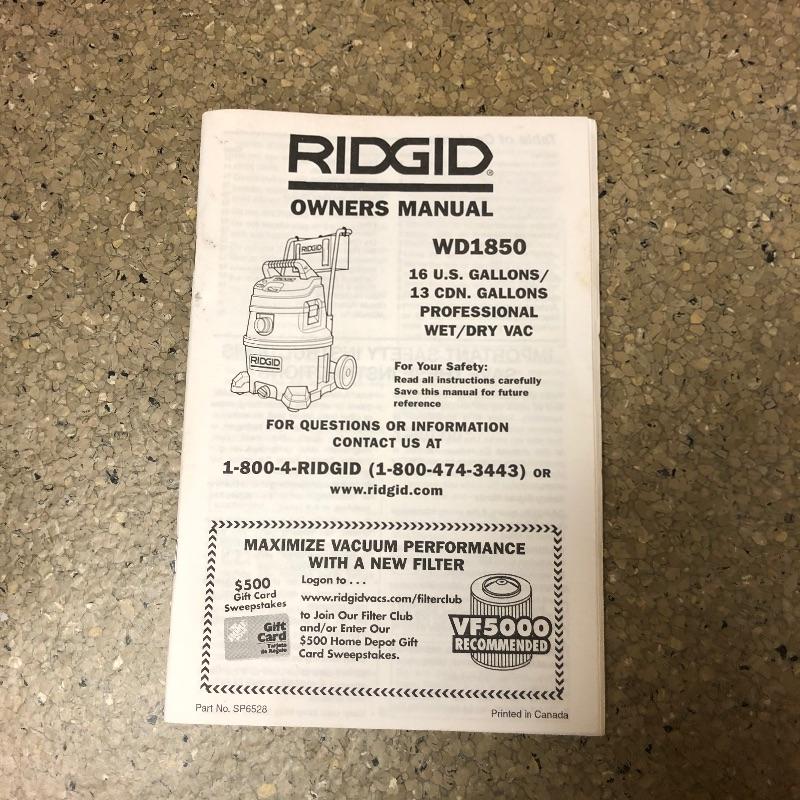 RIDGID®
OWNERS MANUAL
RIDGID
RIDGID
WD1850
16 U.S. GALLONS/
13 CDN. GALLONS
PROFESSIONAL
WET/DRY VAC
For Your Safety:
Read all instructions carefully
Save this manual for future
reference
FOR QUESTIONS OR INFORMATION
CONTACT US AT
1-800-4-RIDGID (1-800-474-3443) OR
www.ridgid.com
MAXIMIZE VACUUM PERFORMANCE
WITH A NEW FILTER
$500
Gift Card
Sweepstakes
Gift
Card
Tarjeta
de Regalo
Logon to . . .
www.ridgidvacs.com/filterclub
to Join Our Filter Club
and/or Enter Our
$500 Home Depot Gift
Card Sweepstakes.
VF5000
RECOMMENDED
Part No. SP6528
Printed in Canada